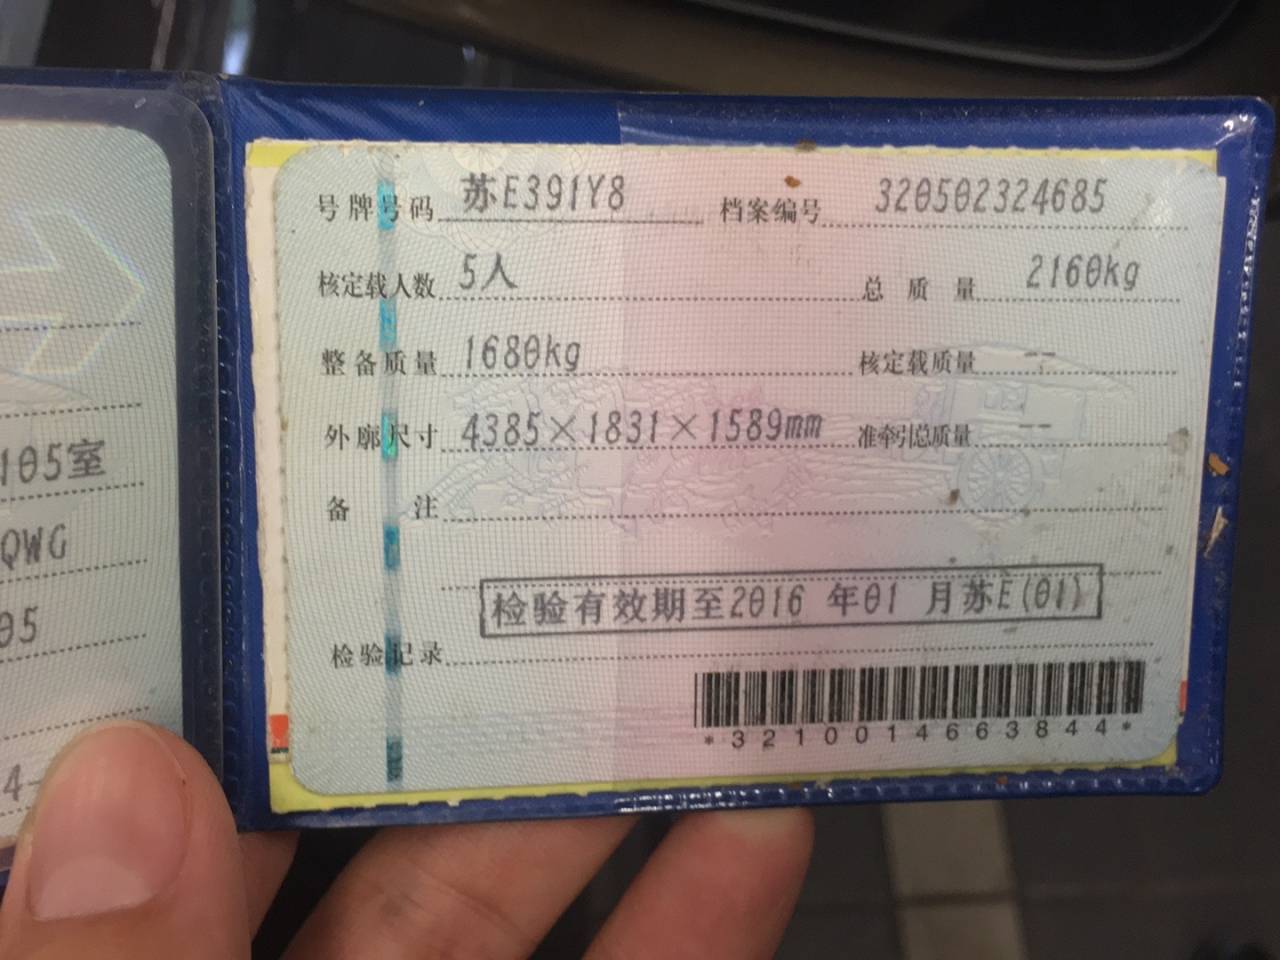 105室
QWG
05
4-
号牌号码 苏E391Y8 档案编号 320502324685
核定载人数 5人 总质量 2160kg
整备质量 1680kg 核定载质量 --
外廓尺寸 4385×1831×1589mm 准牵引总质量 --
备注
检验有效期至2016 年01 月苏E(01)
检验记录
*3210014663844*